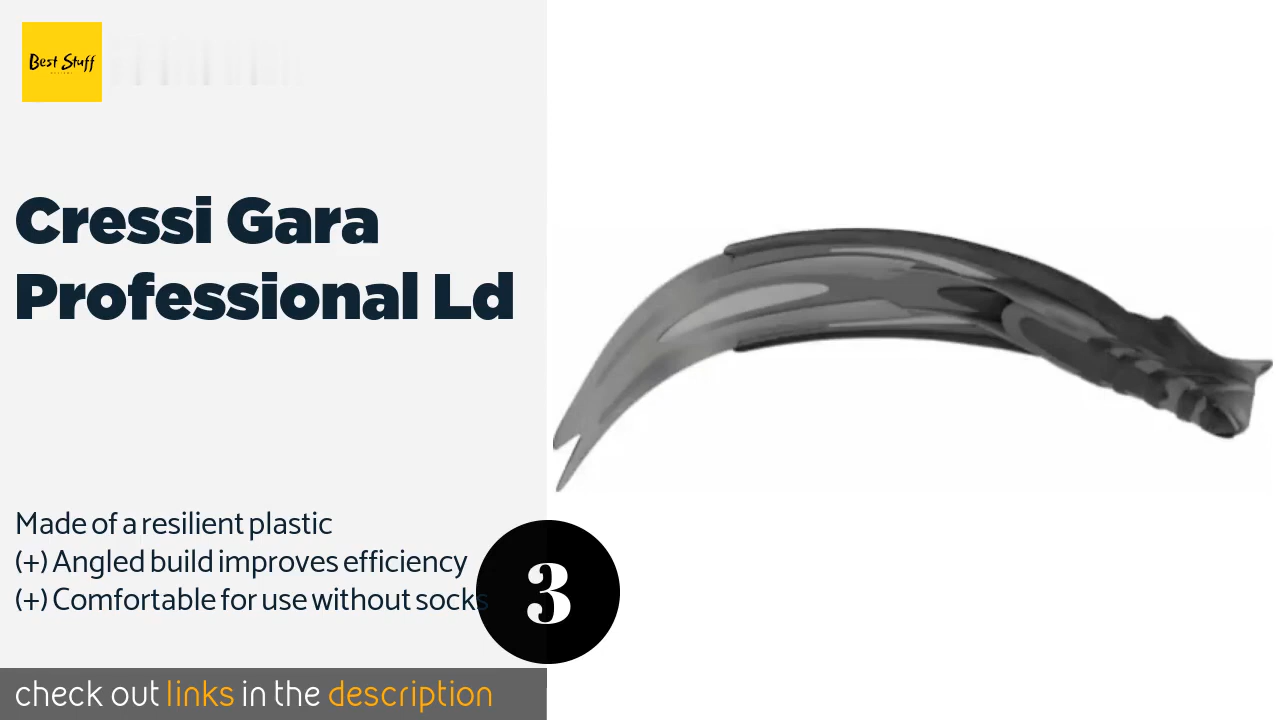 Best Stuff
Cressi Gara
Professional Ld
Made of a resilient plastic
(+) Angled build improves efficiency
(+) Comfortable for use without socks
3
check out links in the description